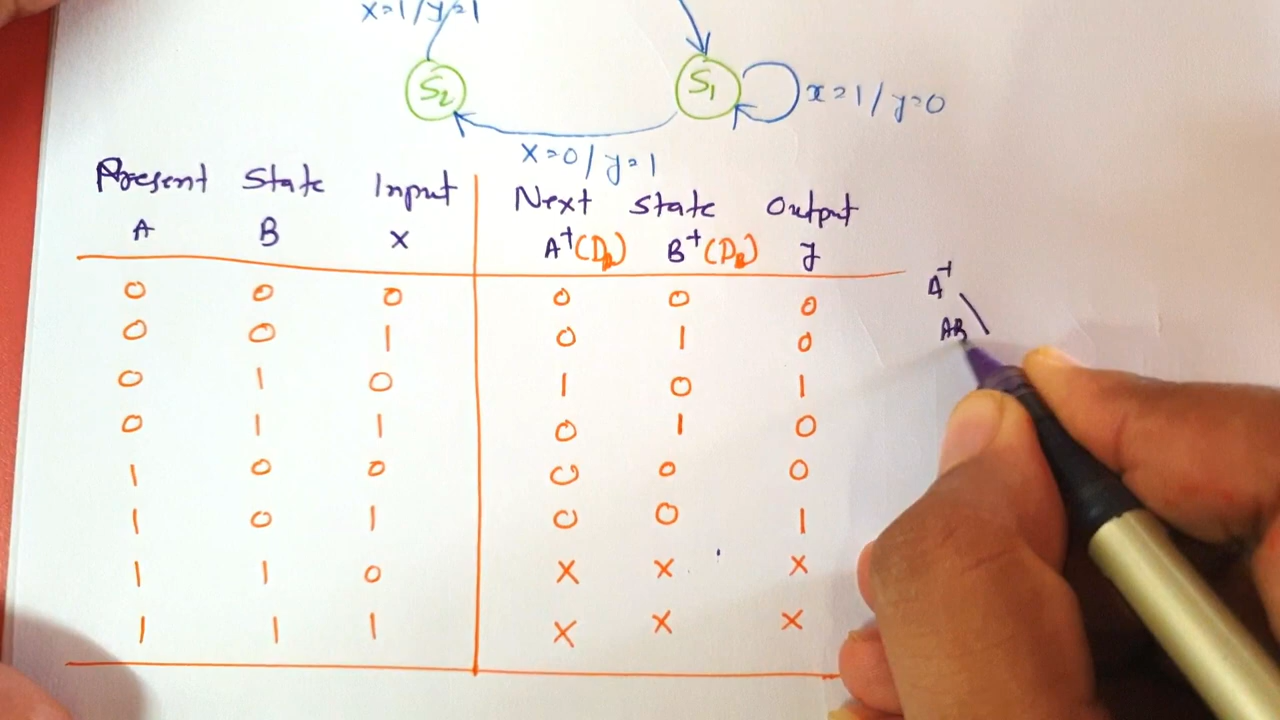 x=1/y=1
S2
S1
x=1/y=0
x=0/y=1
Present State Input Next State Output
A B X A+(DA) B+(DB) y
0 0 0 0 0 0
0 0 1 0 1 0
0 1 0 1 0 1
0 1 1 0 1 0
1 0 0 0 0 0
1 0 1 0 0 1
1 1 0 X X X
1 1 1 X X X
A+
AB